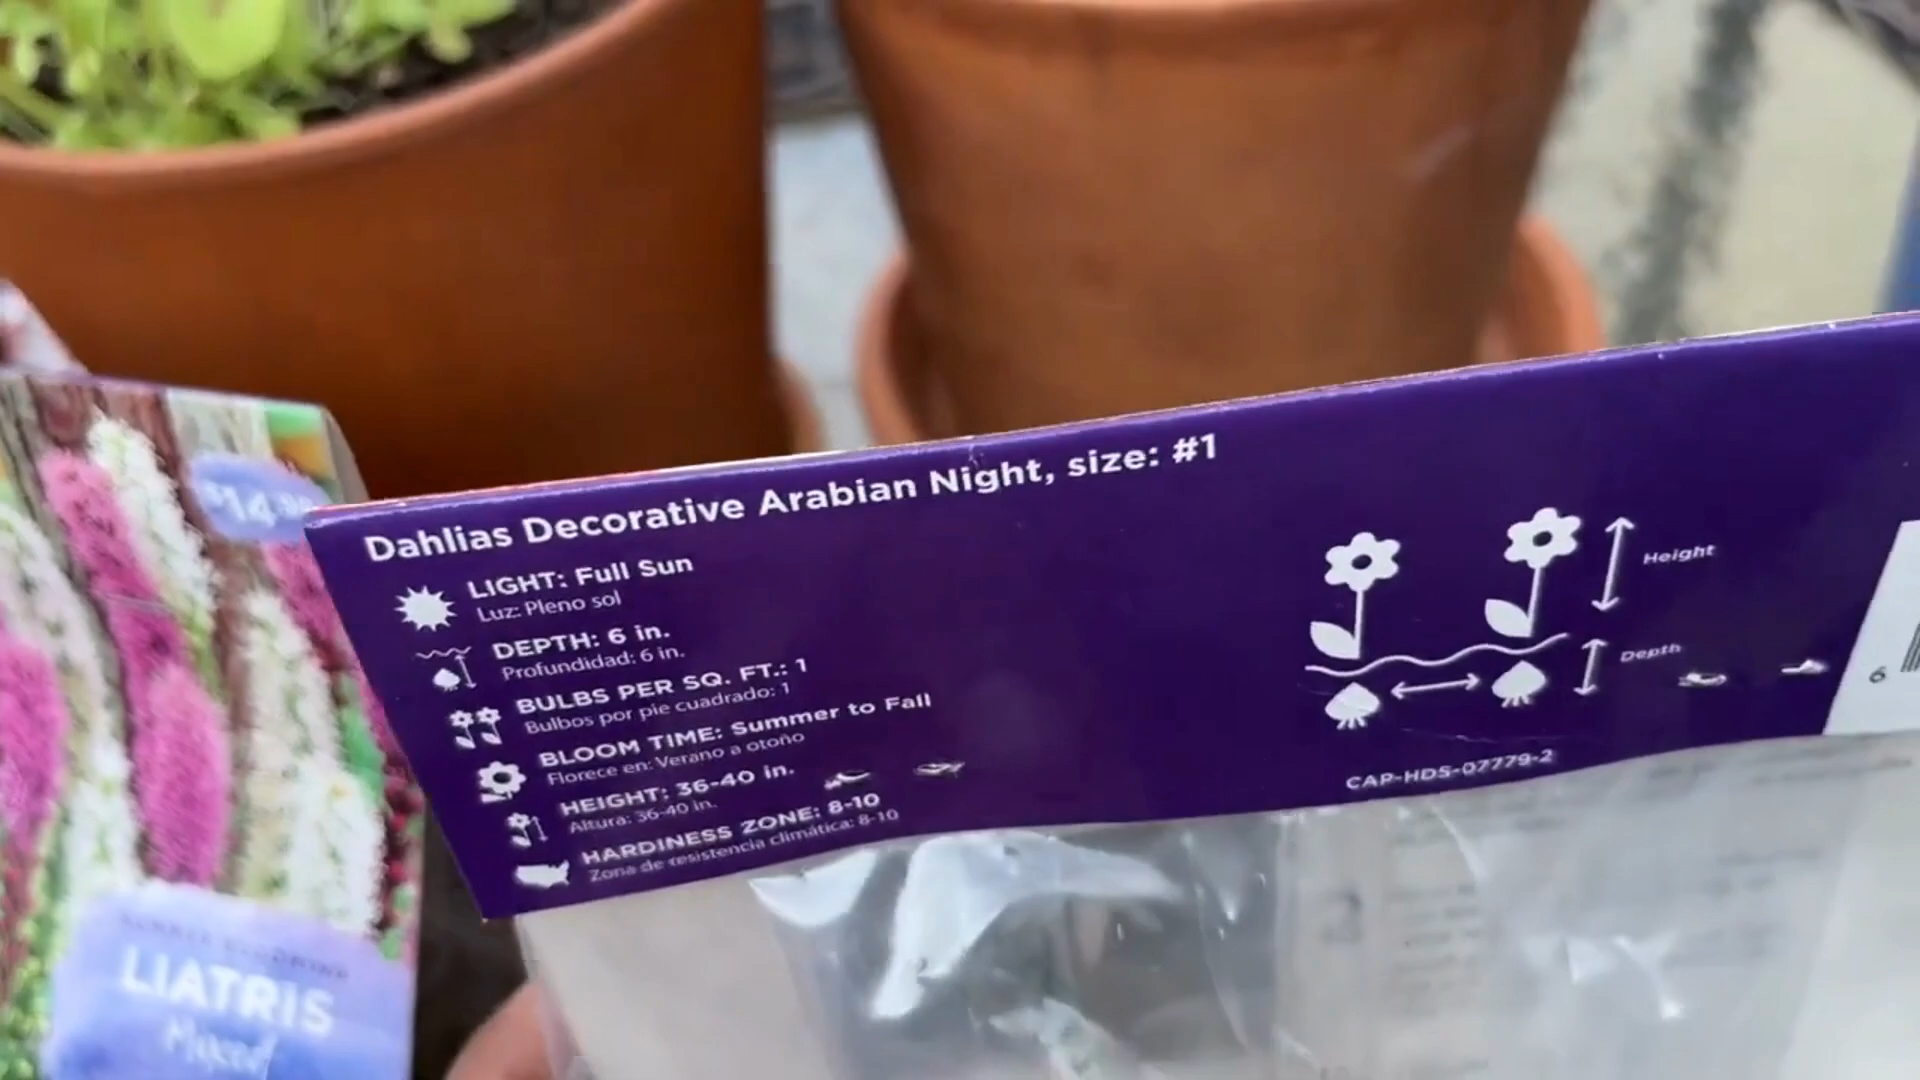 Dahlias Decorative Arabian Night, size: #1
LIGHT: Full Sun
Luz: Pleno sol
DEPTH: 6 in.
Profundidad: 6 in.
BULBS PER SQ. FT.: 1
Bulbos por pie cuadrado: 1
BLOOM TIME: Summer to Fall
Florece en: Verano a otoño
HEIGHT: 36-40 in.
Altura: 36-40 in.
HARDINESS ZONE: 8-10
Zona de resistencia climática: 8-10
Height
Depth
CAP-HDS-07779-2
6
LIATRIS
Mixed